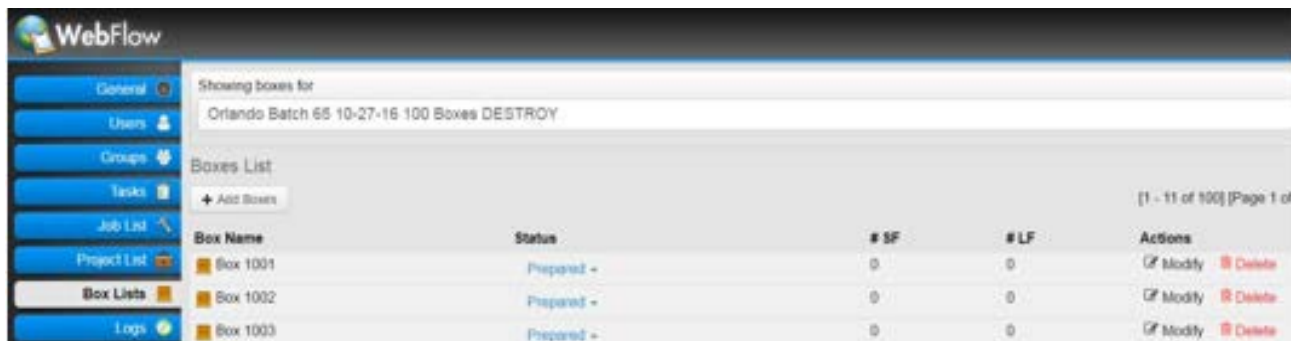 WebFlow
General
Users
Groups
Tasks
Job List
Project List
Box Lists
Logs
Showing boxes for
Orlando Batch 65 10-27-16 100 Boxes DESTROY
Boxes List
+ Add Boxes
[1 - 11 of 100] [Page 1 of
Box Name Status # SF # LF Actions
Box 1001 Prepared 0 0 Modify Delete
Box 1002 Prepared 0 0 Modify Delete
Box 1003 Prepared 0 0 Modify Delete